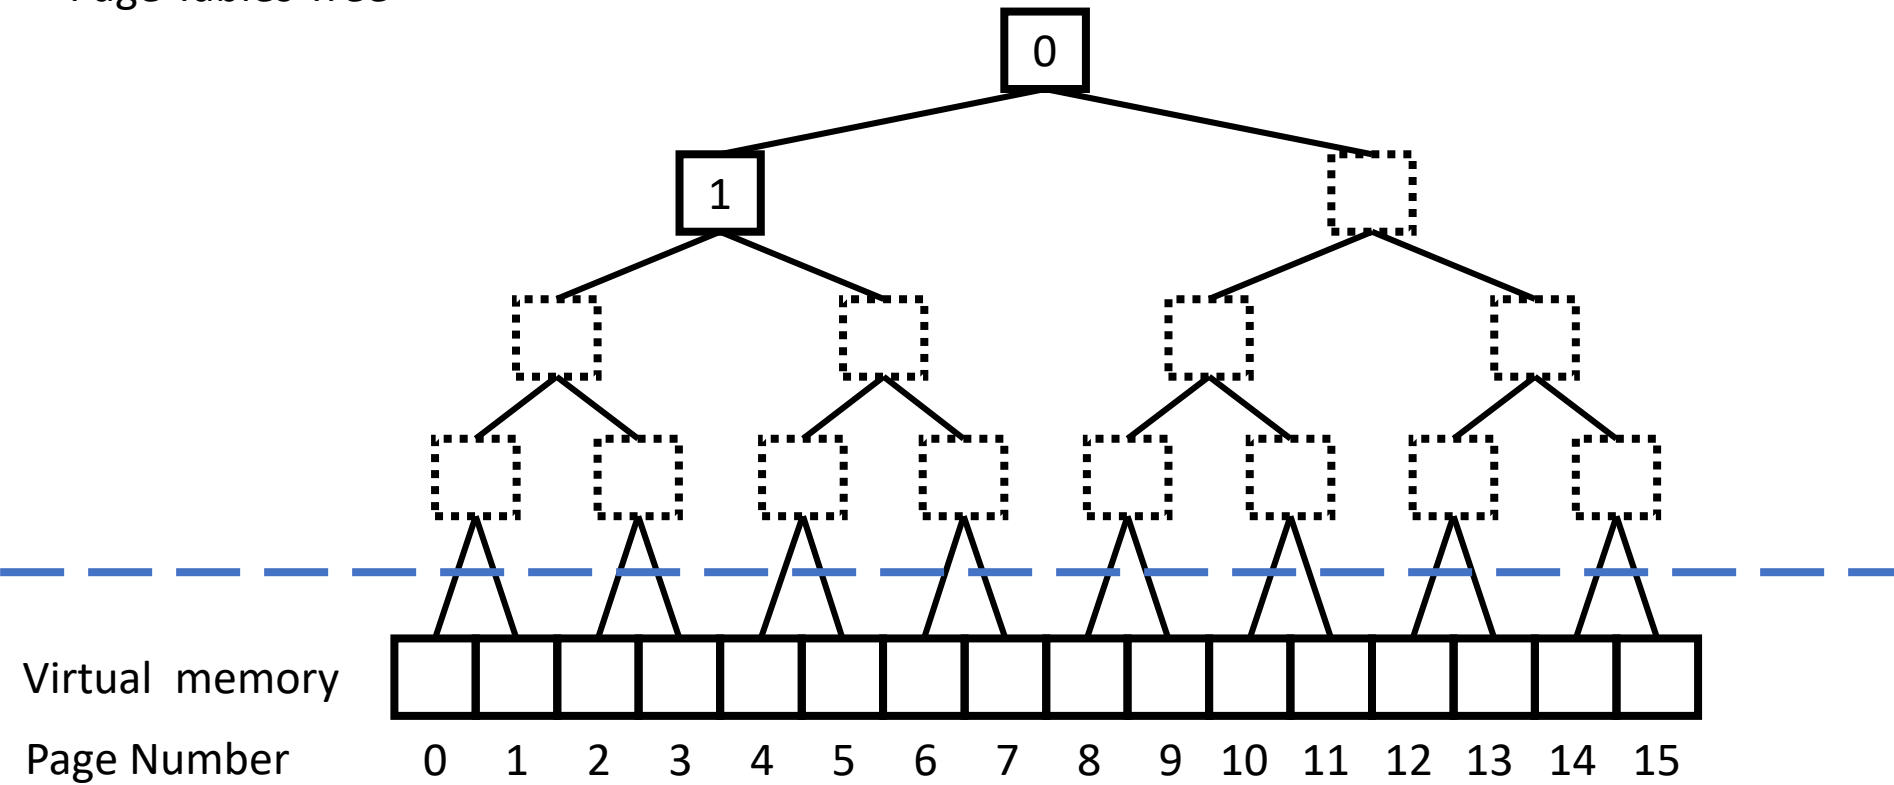 Page Tables Tree
0
1
Virtual memory
Page Number 0 1 2 3 4 5 6 7 8 9 10 11 12 13 14 15